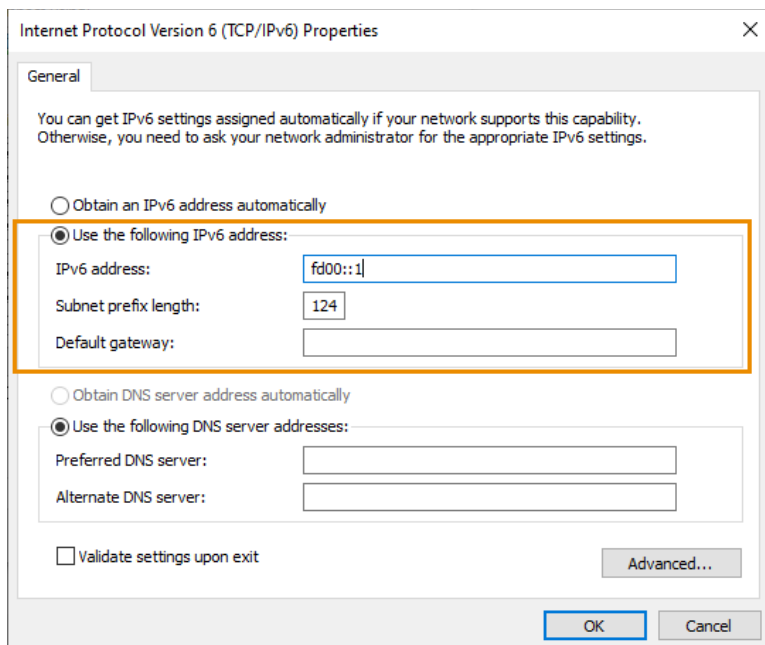 Internet Protocol Version 6 (TCP/IPv6) Properties
General
You can get IPv6 settings assigned automatically if your network supports this capability.
Otherwise, you need to ask your network administrator for the appropriate IPv6 settings.
Obtain an IPv6 address automatically
Use the following IPv6 address:
IPv6 address: fd00::1
Subnet prefix length: 124
Default gateway:
Obtain DNS server address automatically
Use the following DNS server addresses:
Preferred DNS server:
Alternate DNS server:
Validate settings upon exit
Advanced...
OK Cancel